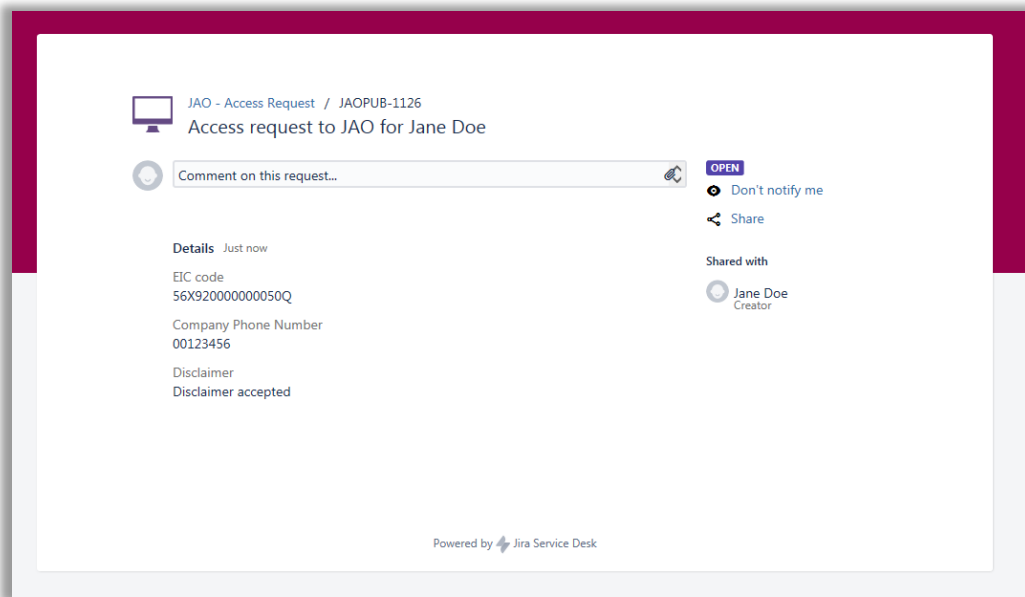 JAO - Access Request / JAOPUB-1126
Access request to JAO for Jane Doe
Comment on this request...
OPEN
Don't notify me
Share
Details Just now
EIC code
56X920000000050Q
Company Phone Number
00123456
Disclaimer
Disclaimer accepted
Shared with
Jane Doe
Creator
Powered by Jira Service Desk